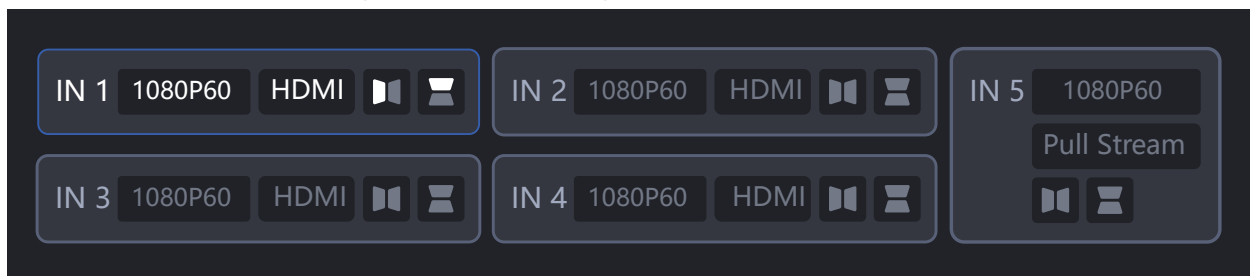 IN 1 1080P60 HDMI
IN 2 1080P60 HDMI
IN 3 1080P60 HDMI
IN 4 1080P60 HDMI
IN 5 1080P60
Pull Stream